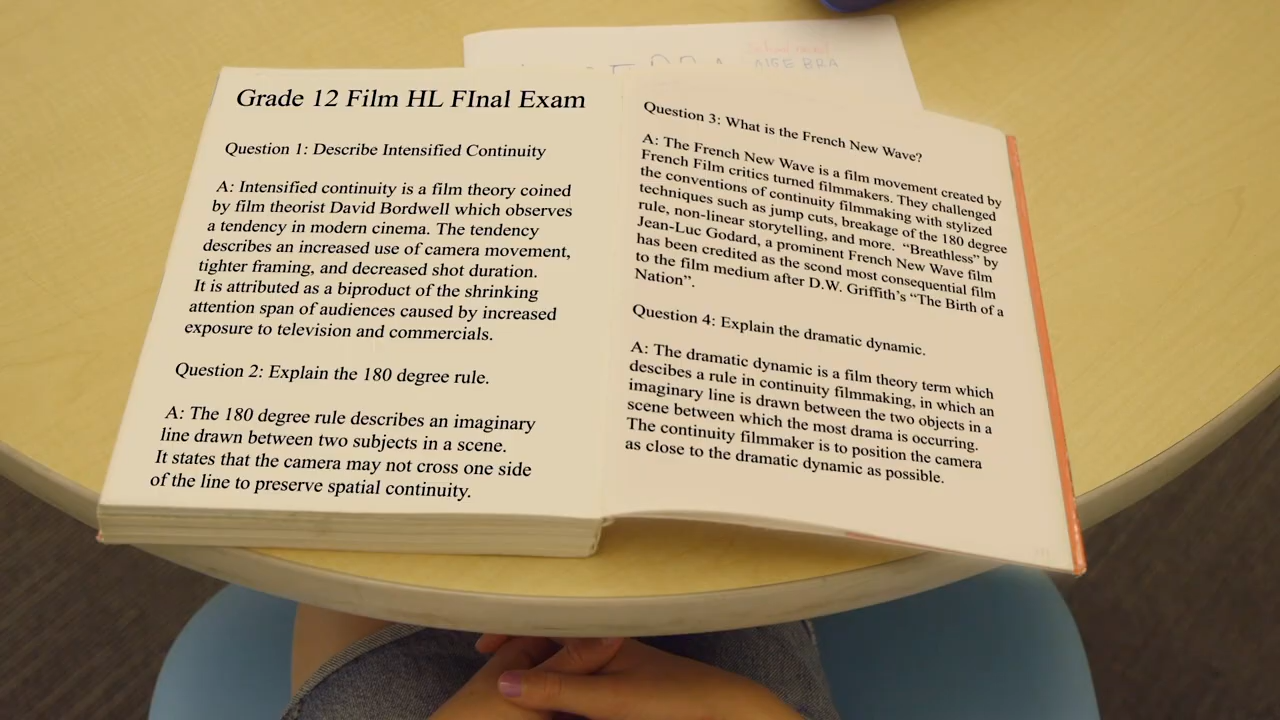 School novel
ALGEBRA
Grade 12 Film HL FInal Exam
Question 1: Describe Intensified Continuity
A: Intensified continuity is a film theory coined
by film theorist David Bordwell which observes
a tendency in modern cinema. The tendency
describes an increased use of camera movement,
tighter framing, and decreased shot duration.
It is attributed as a biproduct of the shrinking
attention span of audiences caused by increased
exposure to television and commercials.
Question 2: Explain the 180 degree rule.
A: The 180 degree rule describes an imaginary
line drawn between two subjects in a scene.
It states that the camera may not cross one side
of the line to preserve spatial continuity.
Question 3: What is the French New Wave?
A: The French New Wave is a film movement created by
French Film critics turned filmmakers. They challenged
the conventions of continuity filmmaking with stylized
techniques such as jump cuts, breakage of the 180 degree
rule, non-linear storytelling, and more. “Breathless” by
Jean-Luc Godard, a prominent French New Wave film
has been credited as the scond most consequential film
to the film medium after D.W. Griffith's “The Birth of a
Nation”.
Question 4: Explain the dramatic dynamic.
A: The dramatic dynamic is a film theory term which
descibes a rule in continuity filmmaking, in which an
imaginary line is drawn between the two objects in a
scene between which the most drama is occurring.
The continuity filmmaker is to position the camera
as close to the dramatic dynamic as possible.